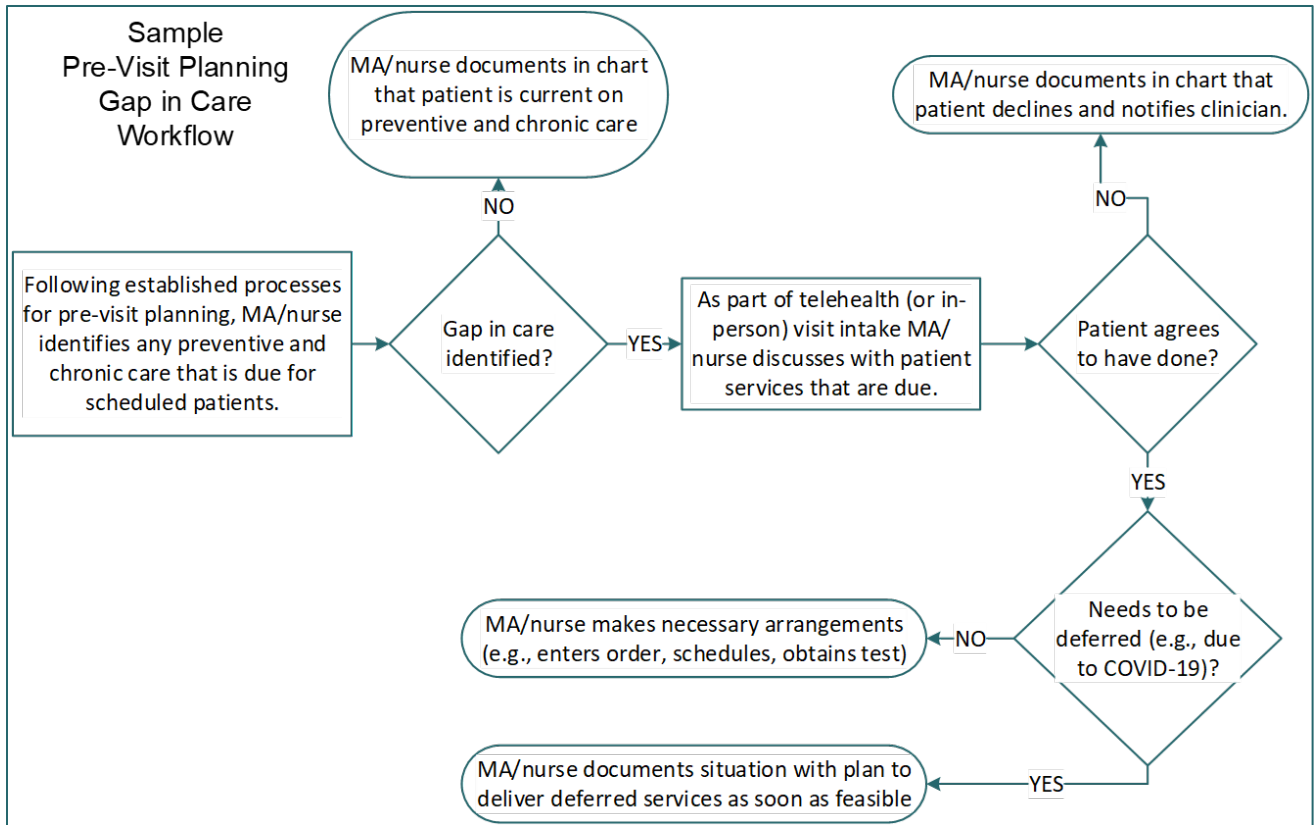 Sample
Pre-Visit Planning
Gap in Care
Workflow
MA/nurse documents in chart
that patient is current on
preventive and chronic care
MA/nurse documents in chart that
patient declines and notifies clinician.
NO
NO
Following established processes
for pre-visit planning, MA/nurse
identifies any preventive and
chronic care that is due for
scheduled patients.
Gap in care
identified?
YES
As part of telehealth (or in-
person) visit intake MA/
nurse discusses with patient
services that are due.
Patient agrees
to have done?
YES
Needs to be
deferred (e.g., due
to COVID-19)?
NO
MA/nurse makes necessary arrangements
(e.g., enters order, schedules, obtains test)
YES
MA/nurse documents situation with plan to
deliver deferred services as soon as feasible